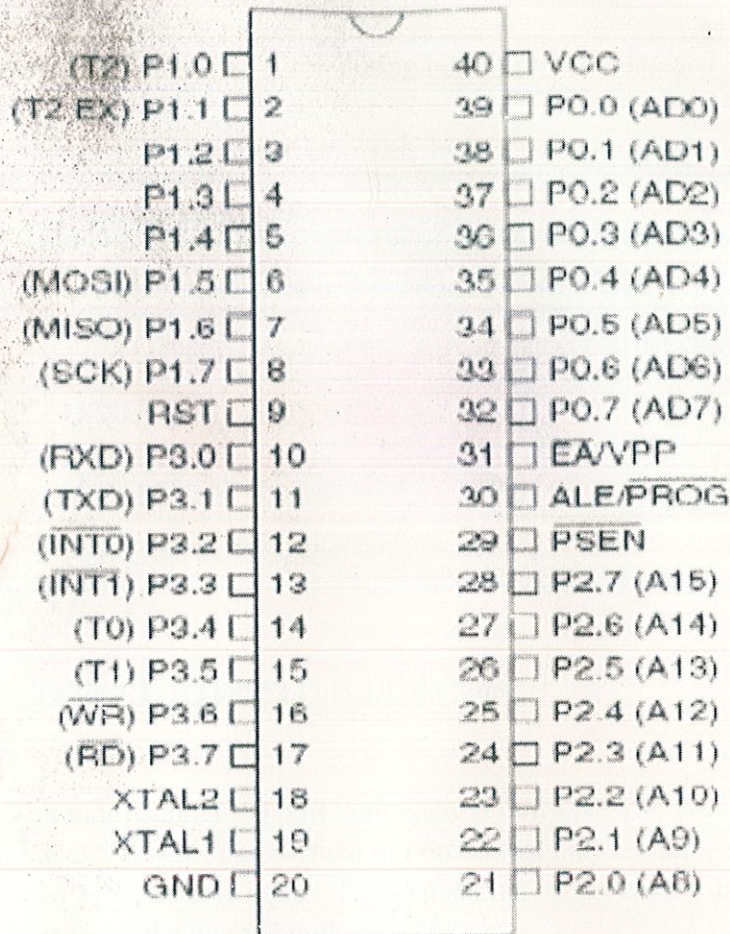 (T2) P1.0 1 40 VCC
(T2 EX) P1.1 2 39 P0.0 (AD0)
P1.2 3 38 P0.1 (AD1)
P1.3 4 37 P0.2 (AD2)
P1.4 5 36 P0.3 (AD3)
(MOSI) P1.5 6 35 P0.4 (AD4)
(MISO) P1.6 7 34 P0.5 (AD5)
(SCK) P1.7 8 33 P0.6 (AD6)
RST 9 32 P0.7 (AD7)
(RXD) P3.0 10 31 E̅A̅/VPP
(TXD) P3.1 11 30 ALE/P̅R̅O̅G̅
(I̅N̅T̅0̅) P3.2 12 29 P̅S̅E̅N̅
(I̅N̅T̅1̅) P3.3 13 28 P2.7 (A15)
(T0) P3.4 14 27 P2.6 (A14)
(T1) P3.5 15 26 P2.5 (A13)
(W̅R̅) P3.6 16 25 P2.4 (A12)
(R̅D̅) P3.7 17 24 P2.3 (A11)
XTAL2 18 23 P2.2 (A10)
XTAL1 19 22 P2.1 (A9)
GND 20 21 P2.0 (A8)